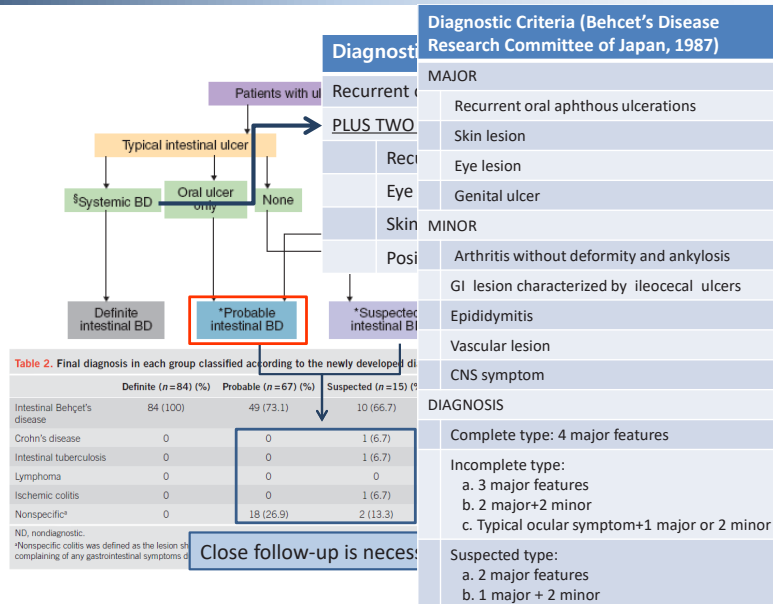 Patients with ul
Typical intestinal ulcer
§Systemic BD
Oral ulcer
only
None
Definite
intestinal BD
*Probable
intestinal BD
*Suspected
intestinal BD
Diagnosti
Recurrent
PLUS TWO
Recu
Eye
Skin
Posi
Table 2. Final diagnosis in each group classified according to the newly developed di
Definite (n=84) (%) Probable (n=67) (%) Suspected (n=15) (%
Intestinal Behçet's 84 (100) 49 (73.1) 10 (66.7)
disease
Crohn's disease 0 0 1 (6.7)
Intestinal tuberculosis 0 0 1 (6.7)
Lymphoma 0 0 0
Ischemic colitis 0 0 1 (6.7)
Nonspecificᵃ 0 18 (26.9) 2 (13.3)
ND, nondiagnostic.
ᵃNonspecific colitis was defined as the lesion sh
complaining of any gastrointestinal symptoms d
Close follow-up is necess
Diagnostic Criteria (Behcet's Disease
Research Committee of Japan, 1987)
MAJOR
Recurrent oral aphthous ulcerations
Skin lesion
Eye lesion
Genital ulcer
MINOR
Arthritis without deformity and ankylosis
GI lesion characterized by ileocecal ulcers
Epididymitis
Vascular lesion
CNS symptom
DIAGNOSIS
Complete type: 4 major features
Incomplete type:
a. 3 major features
b. 2 major+2 minor
c. Typical ocular symptom+1 major or 2 minor
Suspected type:
a. 2 major features
b. 1 major + 2 minor